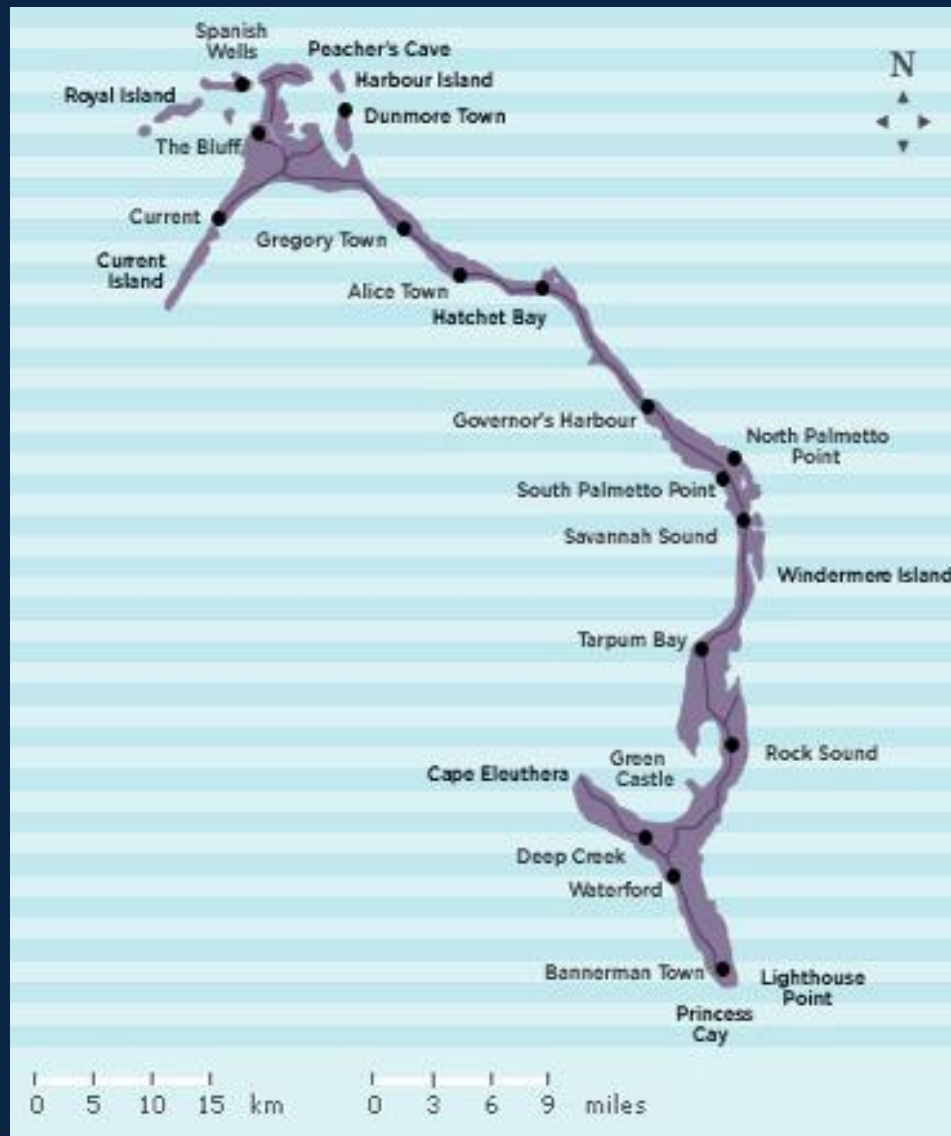 Spanish
Wells
Peacher's Cave
Harbour Island
Royal Island
Dunmore Town
The Bluff
N
Current
Gregory Town
Current
Island
Alice Town
Hatchet Bay
Governor's Harbour
North Palmetto
Point
South Palmetto Point
Savannah Sound
Windermere Island
Tarpum Bay
Rock Sound
Green
Castle
Cape Eleuthera
Deep Creek
Waterford
Bannerman Town
Lighthouse
Point
Princess
Cay
0 5 10 15 km
0 3 6 9 miles